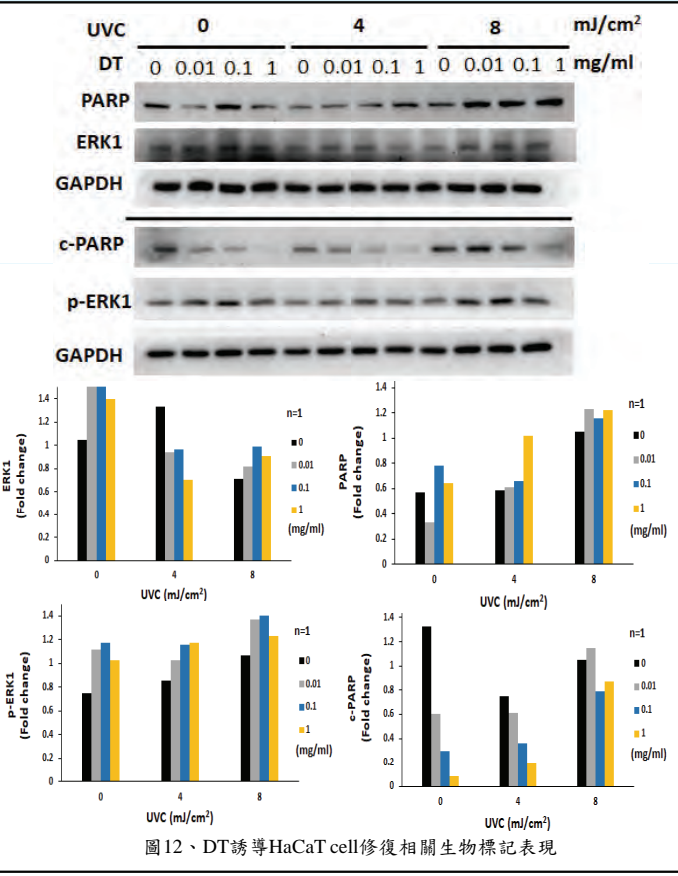 UVC 0 4 8 mJ/cm²
DT 0 0.01 0.1 1 0 0.01 0.1 1 0 0.01 0.1 1 mg/ml
PARP
ERK1
GAPDH
c-PARP
p-ERK1
GAPDH
ERK1
(Fold change)
1.4
1.2
1
0.8
0.6
0.4
0.2
0
0 4 8
UVC (mJ/cm²)
n=1
0
0.01
0.1
1
(mg/ml)
PARP
(Fold change)
1.4
1.2
1
0.8
0.6
0.4
0.2
0
0 4 8
UVC (mJ/cm²)
n=1
0
0.01
0.1
1
(mg/ml)
p-ERK1
(Fold change)
1.4
1.2
1
0.8
0.6
0.4
0.2
0
0 4 8
UVC (mJ/cm²)
n=1
0
0.01
0.1
1
(mg/ml)
c-PARP
(Fold change)
1.4
1.2
1
0.8
0.6
0.4
0.2
0
0 4 8
UVC (mJ/cm²)
n=1
0
0.01
0.1
1
(mg/ml)
圖12、DT誘導HaCaT cell修復相關生物標記表現